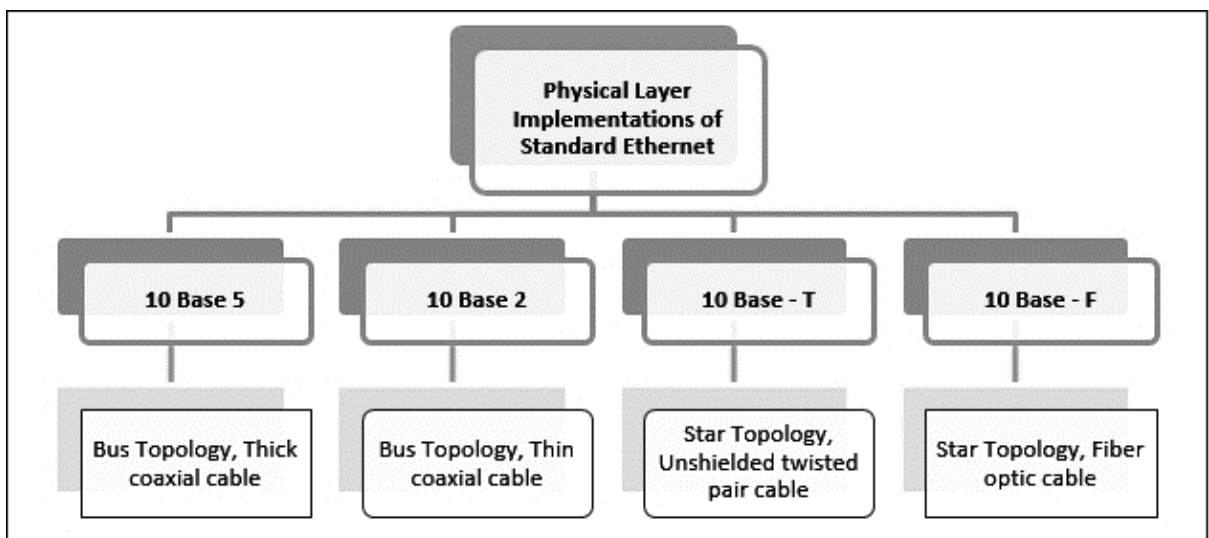 Physical Layer
Implementations of
Standard Ethernet
10 Base 5
10 Base 2
10 Base - T
10 Base - F
Bus Topology, Thick
coaxial cable
Bus Topology, Thin
coaxial cable
Star Topology,
Unshielded twisted
pair cable
Star Topology, Fiber
optic cable